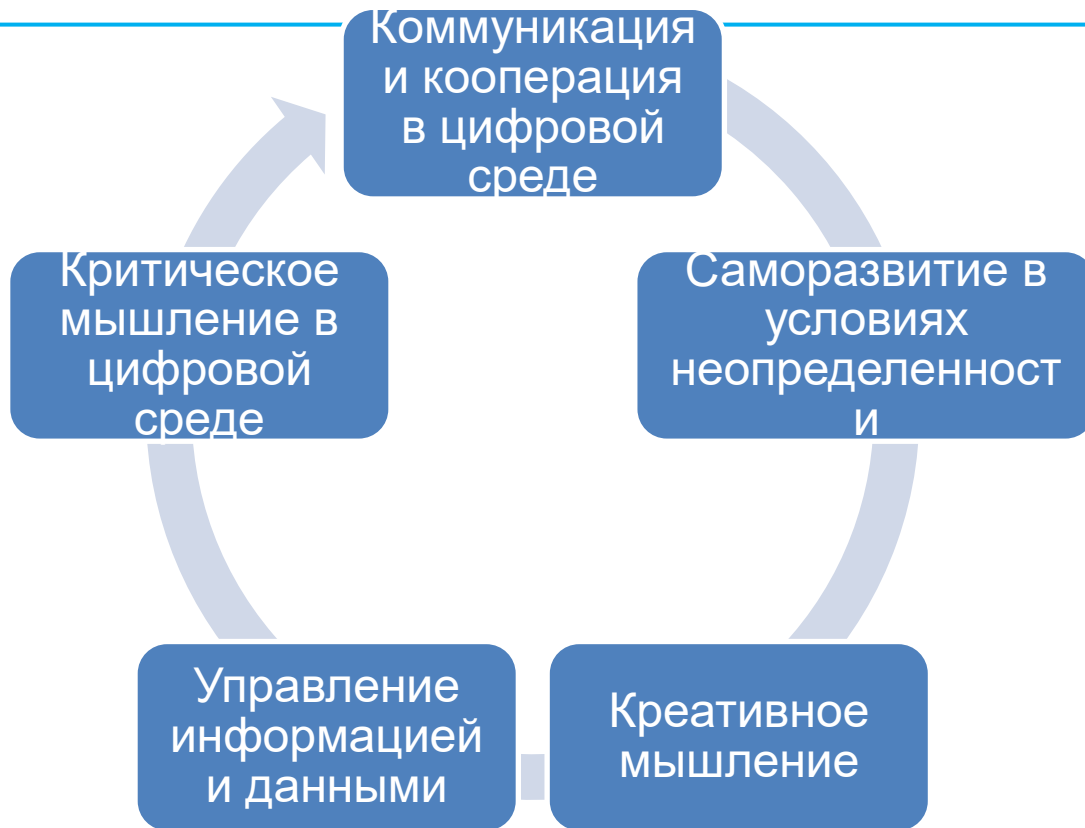 Коммуникация
и кооперация
в цифровой
среде
Саморазвитие в
условиях
неопределенност
и
Креативное
мышление
Управление
информацией
и данными
Критическое
мышление в
цифровой
среде